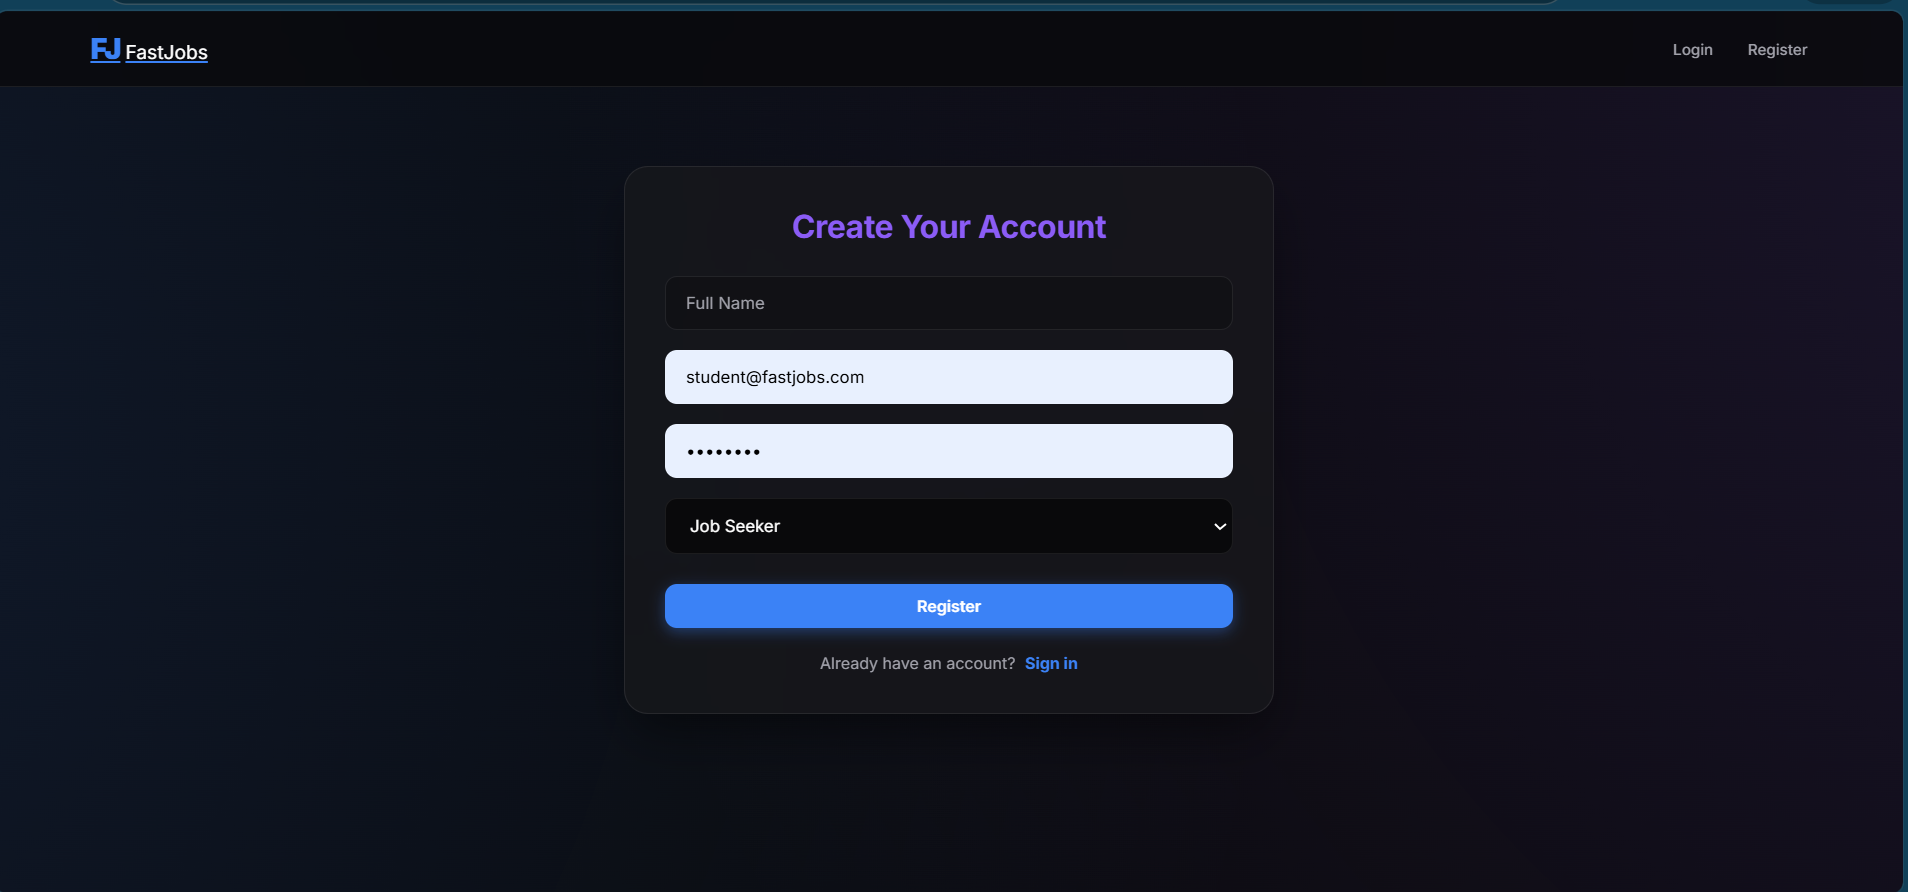 FJ FastJobs
Login
Register
Create Your Account
Full Name
student@fastjobs.com
••••••••
Job Seeker
Register
Already have an account? Sign in